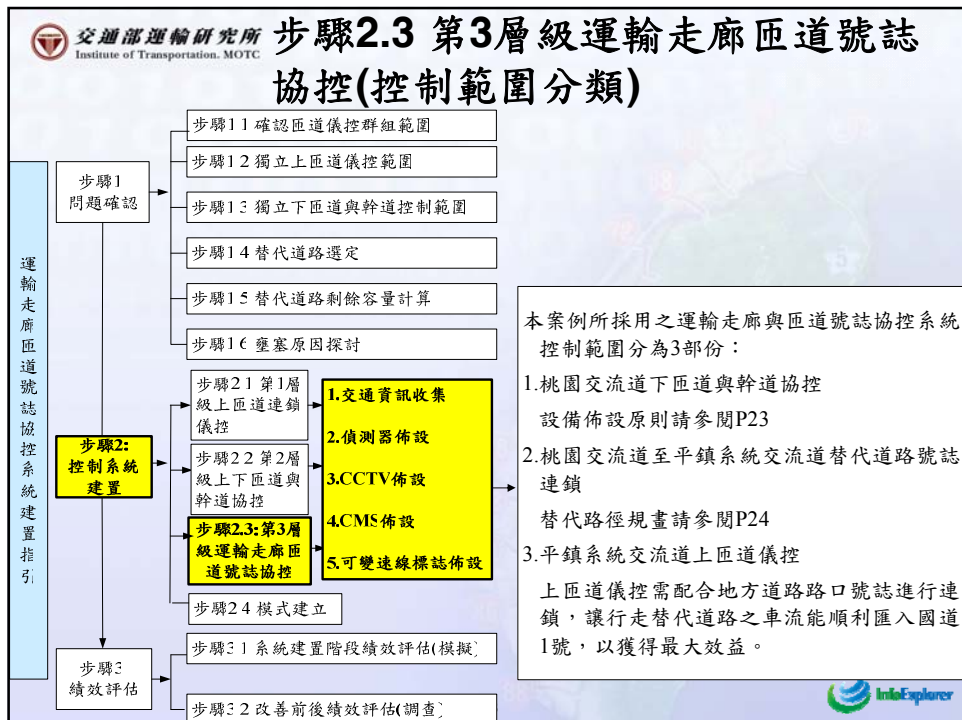 交通部運輸研究所
Institute of Transportation. MOTC
步驟2.3 第3層級運輸走廊匝道號誌
協控(控制範圍分類)
運輸走廊匝道號誌協控系統建置指引
步驟1
問題確認
步驟1 1 確認匝道儀控群組範圍
步驟1 2 獨立上匝道儀控範圍
步驟1 3 獨立下匝道與幹道控制範圍
步驟1 4 替代道路選定
步驟1 5 替代道路剩餘容量計算
步驟1 6 壅塞原因探討
步驟2:
控制系統
建置
步驟2 1 第1層
級上匝道連鎖
儀控
步驟2 2 第2層
級上下匝道與
幹道協控
步驟2.3:第3層
級運輸走廊匝
道號誌協控
步驟2 4 模式建立
1.交通資訊收集
2.偵測器佈設
3.CCTV佈設
4.CMS佈設
5.可變速線標誌佈設
步驟3
績效評估
步驟3 1 系統建置階段績效評估(模擬)
步驟3 2 改善前後績效評估(調查)
本案例所採用之運輸走廊與匝道號誌協控系統
控制範圍分為3部份：
1.桃園交流道下匝道與幹道協控
設備佈設原則請參閱P23
2.桃園交流道至平鎮系統交流道替代道路號誌
連鎖
替代路徑規畫請參閱P24
3.平鎮系統交流道上匝道儀控
上匝道儀控需配合地方道路路口號誌進行連
鎖，讓行走替代道路之車流能順利匯入國道
1號，以獲得最大效益。
InfoExplorer